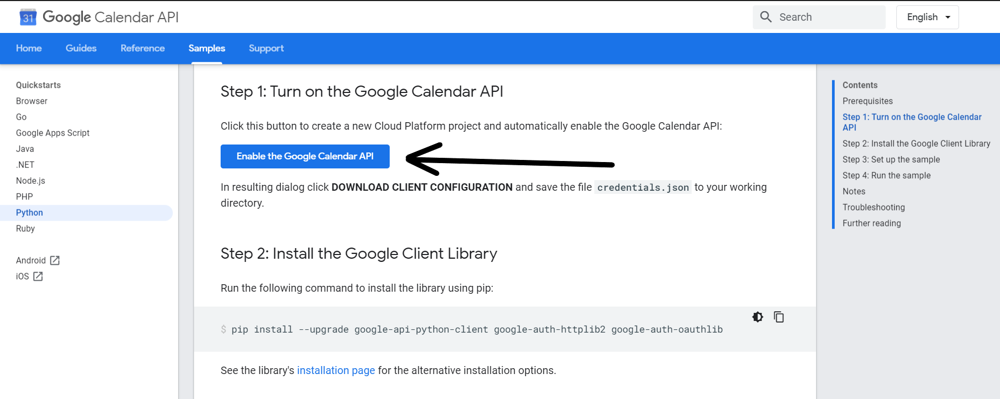 31 Google Calendar API
Search
English
Home Guides Reference Samples Support
Quickstarts
Browser
Go
Google Apps Script
Java
.NET
Node.js
PHP
Python
Ruby
Android
iOS
Step 1: Turn on the Google Calendar API
Click this button to create a new Cloud Platform project and automatically enable the Google Calendar API:
Enable the Google Calendar API
In resulting dialog click DOWNLOAD CLIENT CONFIGURATION and save the file credentials.json to your working
directory.
Step 2: Install the Google Client Library
Run the following command to install the library using pip:
$ pip install --upgrade google-api-python-client google-auth-httplib2 google-auth-oauthlib
See the library's installation page for the alternative installation options.
Contents
Prerequisites
Step 1: Turn on the Google Calendar
API
Step 2: Install the Google Client Library
Step 3: Set up the sample
Step 4: Run the sample
Notes
Troubleshooting
Further reading